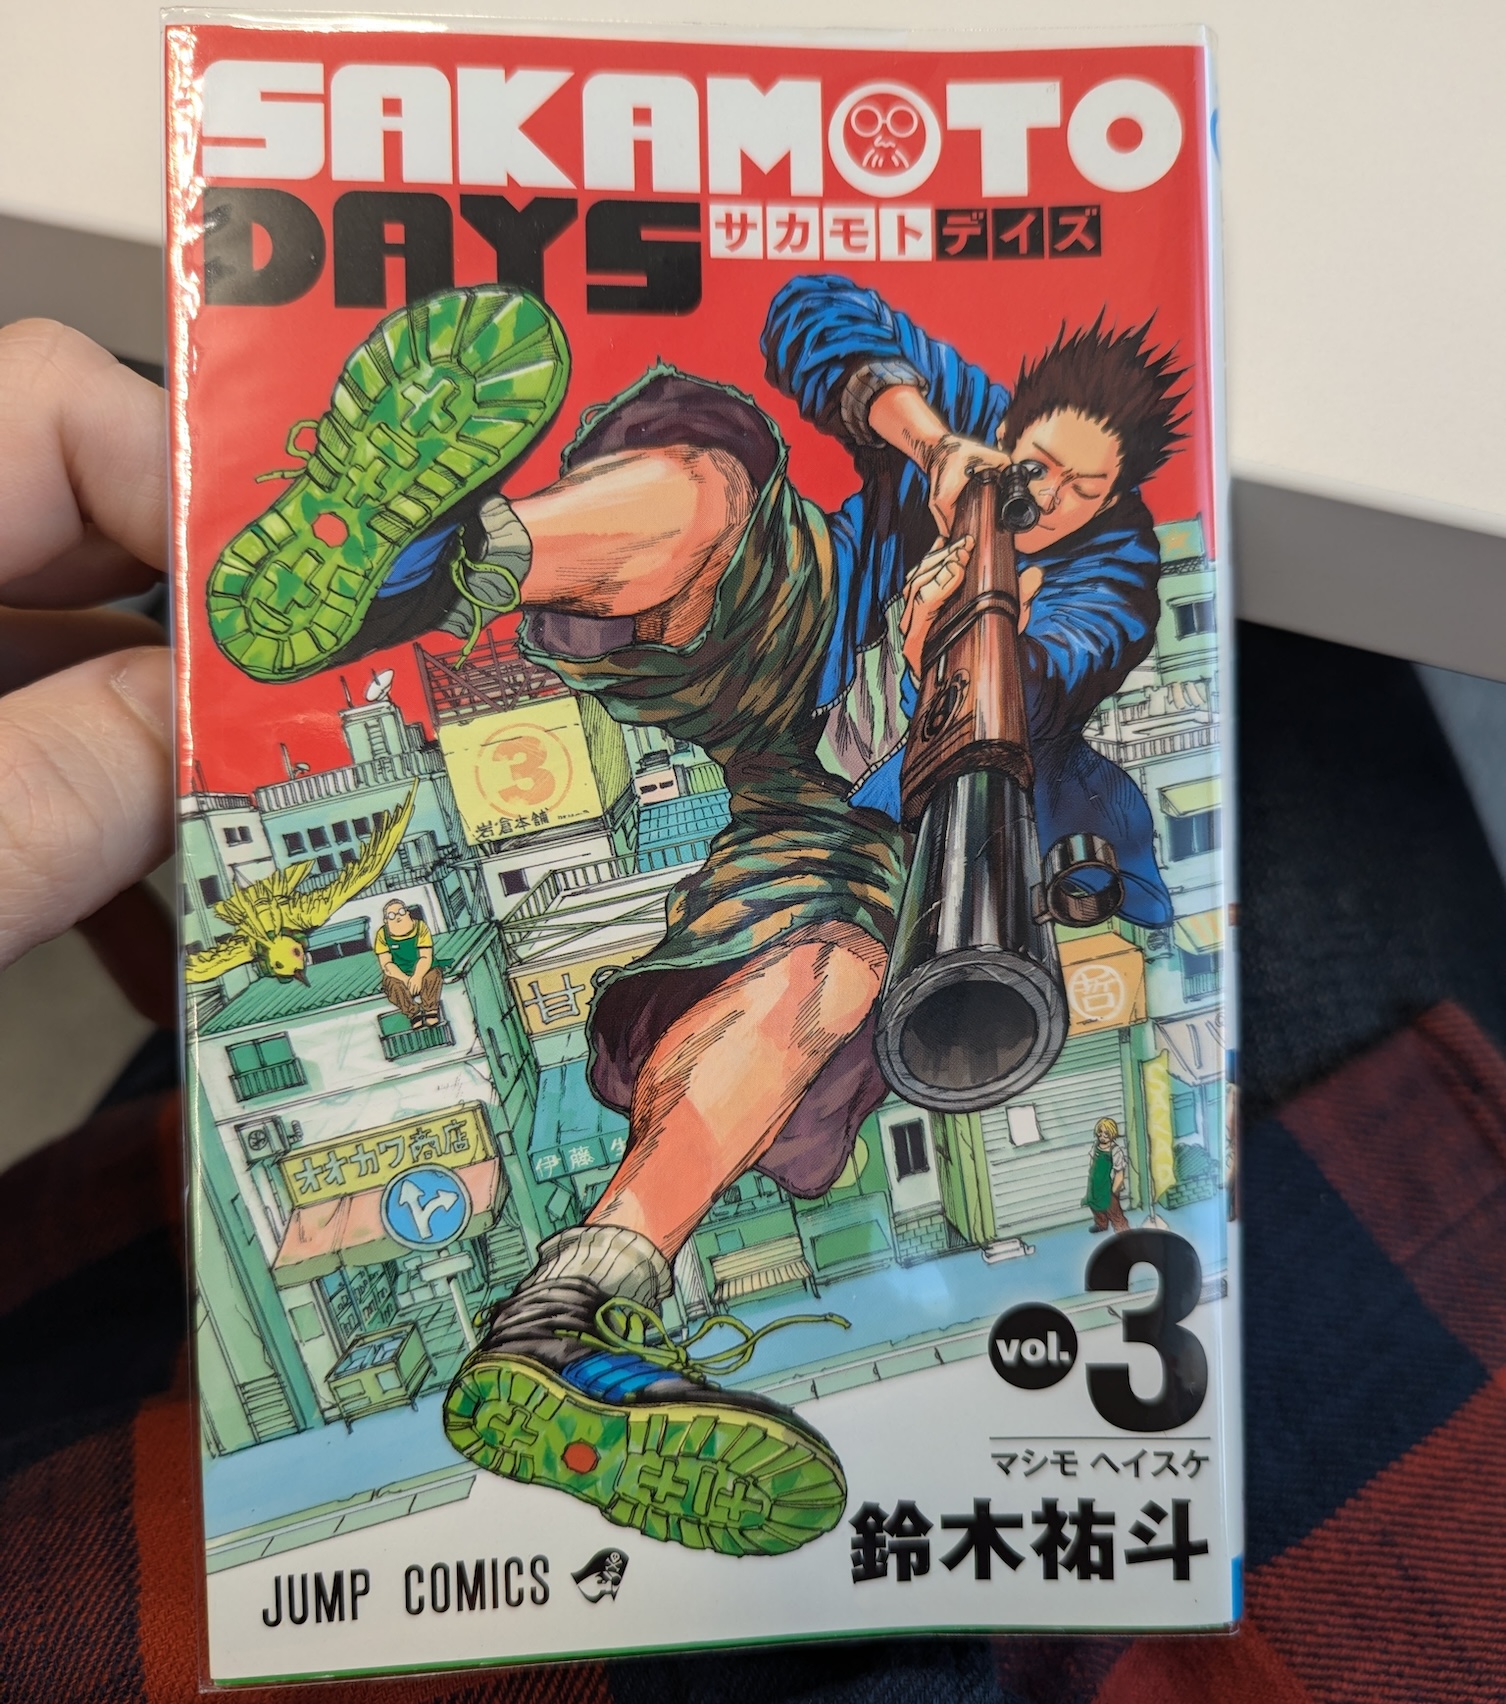 SAKAMOTO
DAYS
サカモトデイズ
3
岩倉本舗
甘
哲
オオカワ商店
伊藤
vol. 3
マシモ ヘイスケ
鈴木祐斗
JUMP COMICS